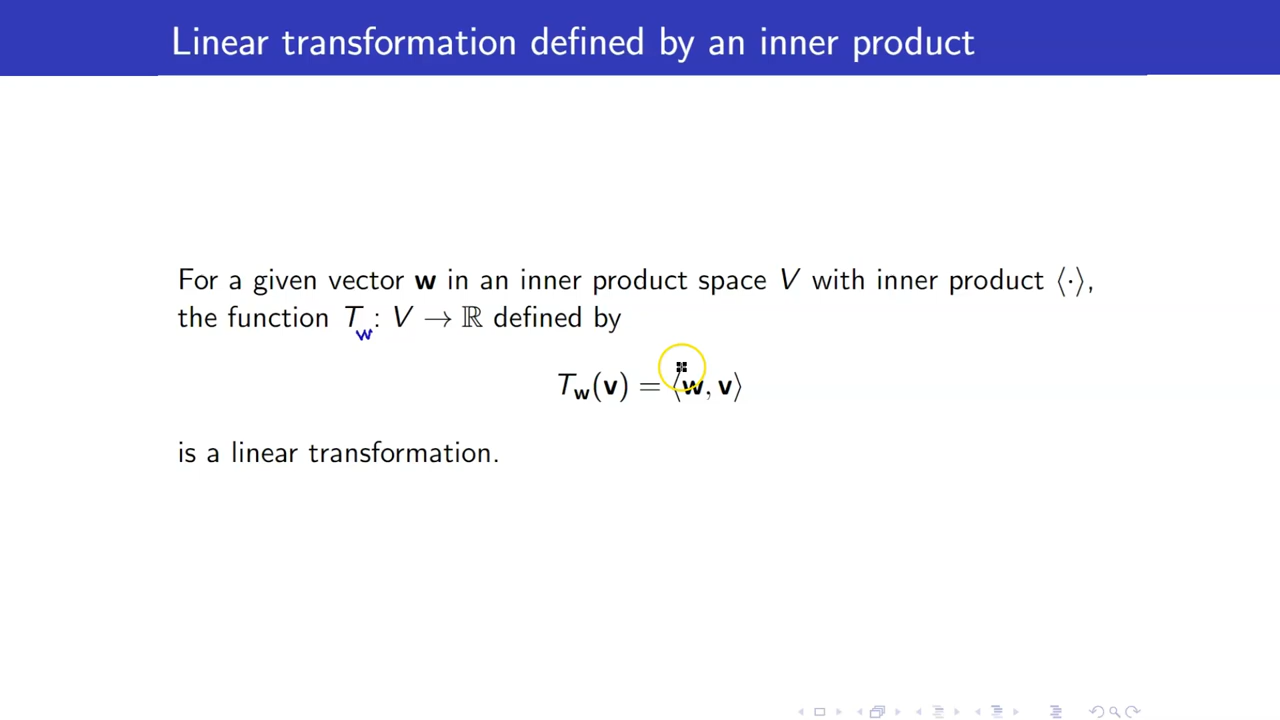 Linear transformation defined by an inner product
For a given vector w in an inner product space V with inner product ⟨·⟩,
the function T_w: V → ℝ defined by
T_w(v) = ⟨w, v⟩
is a linear transformation.